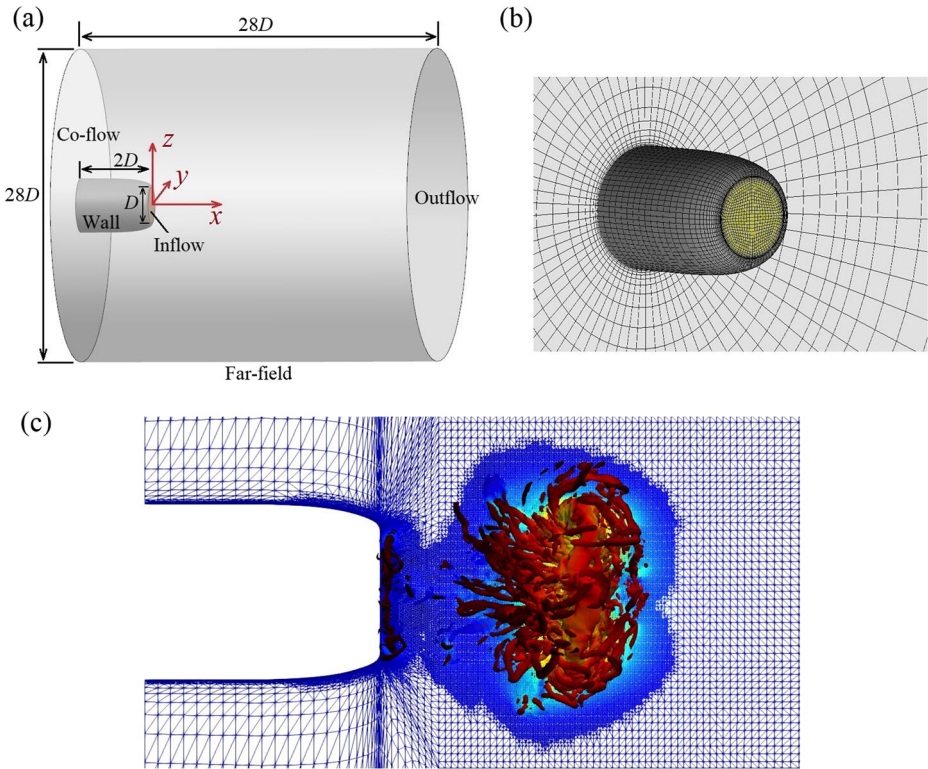 (a)
28D
Co-flow
z
2D
y
28D
D
x
Outflow
Wall
Inflow
Far-field
(b)
(c)